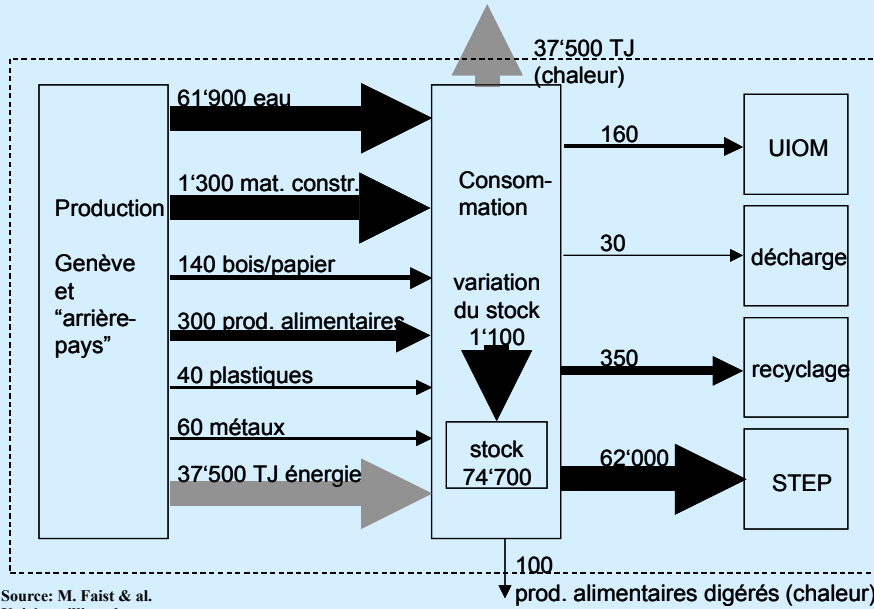 37‘500 TJ
(chaleur)
61‘900 eau
1‘300 mat. constr.
Production
Genève
et
“arrière-
pays”
140 bois/papier
300 prod. alimentaires
40 plastiques
60 métaux
37‘500 TJ énergie
Consom-
mation
variation
du stock
1‘100
stock
74‘700
160
UIOM
30
décharge
350
recyclage
62‘000
STEP
100
prod. alimentaires digérés (chaleur)
Source: M. Faist & al.